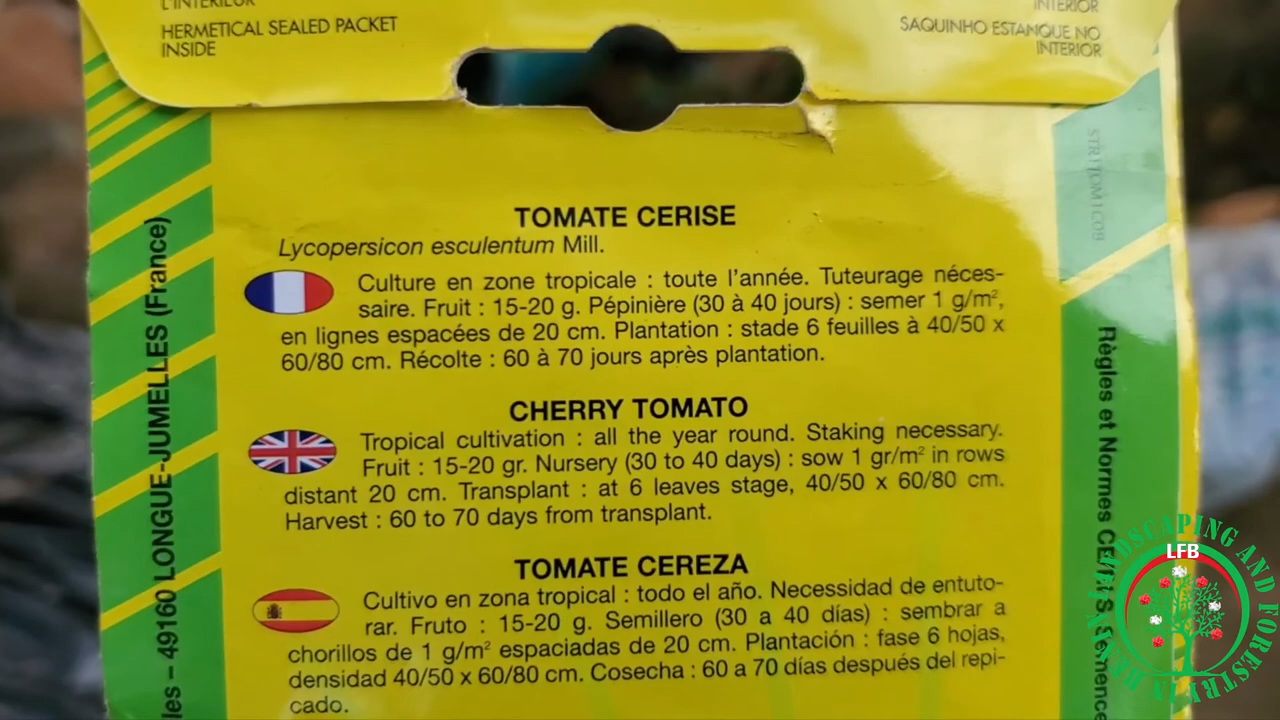 L'INTÉRIEUR
HERMETICAL SEALED PACKET
INSIDE
INTERIOR
SAQUINHO ESTANQUE NO
INTERIOR
TOMATE CERISE
Lycopersicon esculentum Mill.
Culture en zone tropicale : toute l'année. Tuteurage néces-
saire. Fruit : 15-20 g. Pépinière (30 à 40 jours) : semer 1 g/m²,
en lignes espacées de 20 cm. Plantation : stade 6 feuilles à 40/50 x
60/80 cm. Récolte : 60 à 70 jours après plantation.
CHERRY TOMATO
Tropical cultivation : all the year round. Staking necessary.
Fruit : 15-20 gr. Nursery (30 to 40 days) : sow 1 gr/m² in rows
distant 20 cm. Transplant : at 6 leaves stage, 40/50 x 60/80 cm.
Harvest : 60 to 70 days from transplant.
TOMATE CEREZA
Cultivo en zona tropical : todo el año. Necessidad de entuto-
rar. Fruto : 15-20 g. Semillero (30 a 40 días) : sembrar a
chorillos de 1 g/m² espaciadas de 20 cm. Plantación : fase 6 hojas,
densidad 40/50 x 60/80 cm. Cosecha : 60 a 70 días después del repi-
cado.
les – 49160 LONGUE-JUMELLES (France)
Règles et Normes
LFB
LANDSCAPING AND FORESTRY IN BENIN